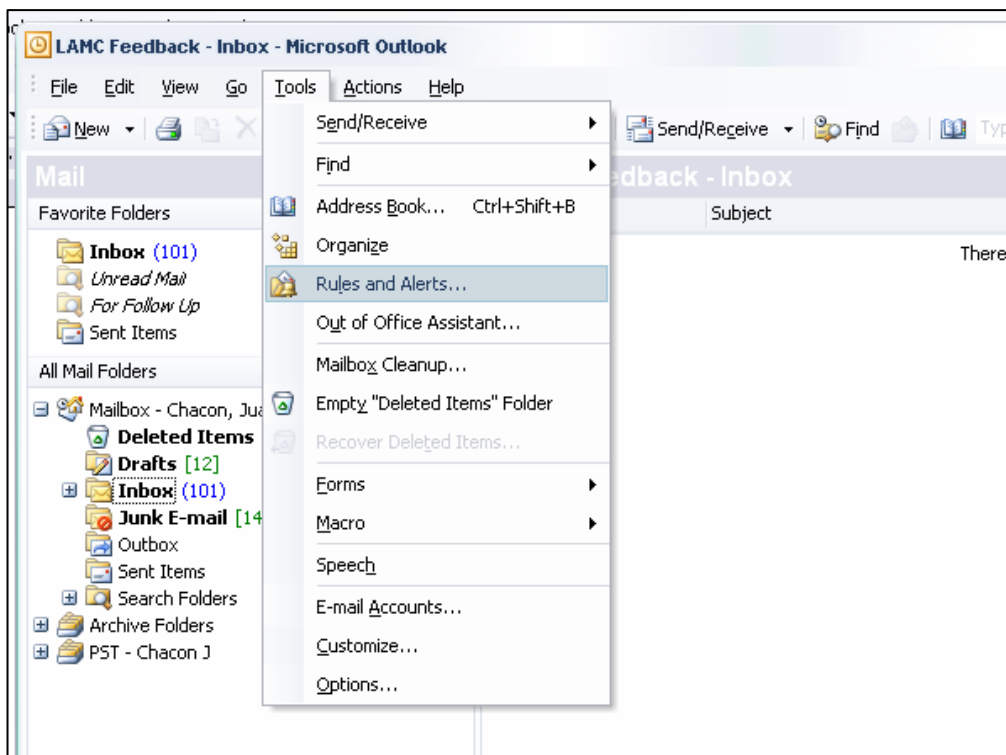 LAMC Feedback - Inbox - Microsoft Outlook
File Edit View Go Tools Actions Help
New Send/Receive Find
Mail
Favorite Folders
Inbox (101)
Unread Mail
For Follow Up
Sent Items
All Mail Folders
Mailbox - Chacon,
Deleted Items
Drafts [12]
Inbox (101)
Junk E-mail [14
Outbox
Sent Items
Search Folders
Archive Folders
PST - Chacon J
Send/Receive
Find
Address Book... Ctrl+Shift+B
Organize
Rules and Alerts...
Out of Office Assistant...
Mailbox Cleanup...
Empty "Deleted Items" Folder
Recover Deleted Items...
Forms
Macro
Speech
E-mail Accounts...
Customize...
Options...
- Inbox
Subject
There